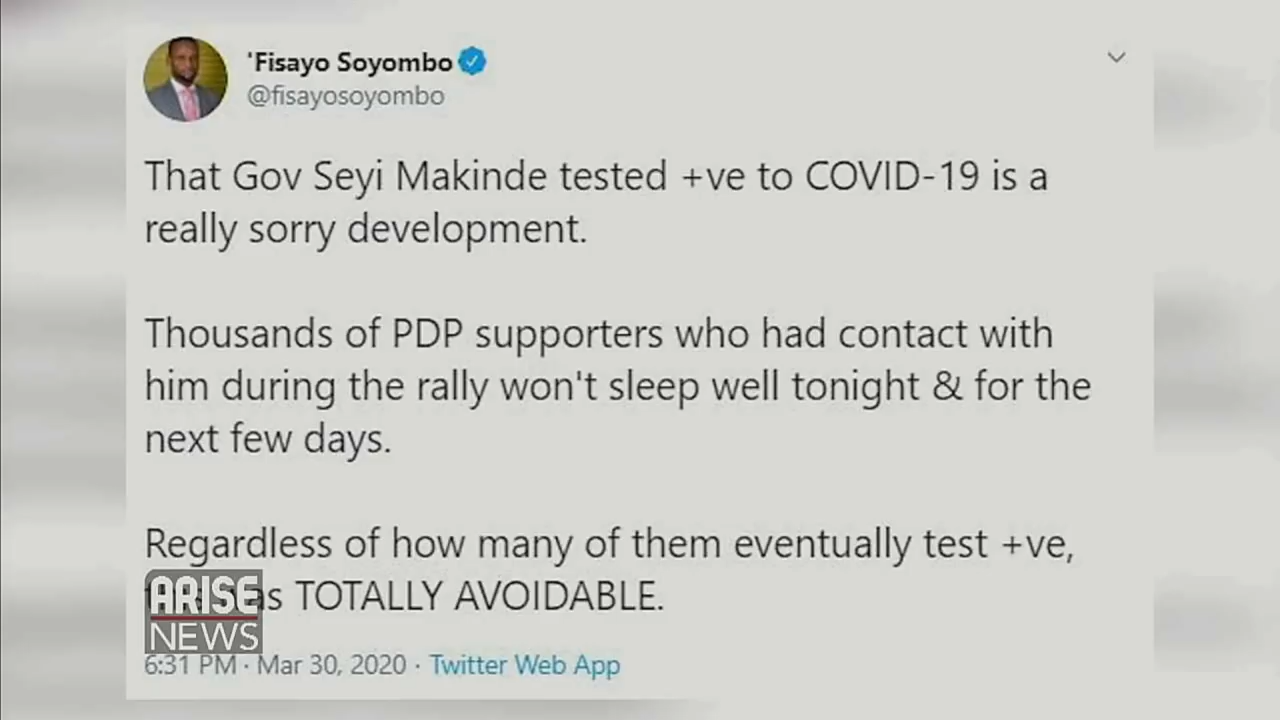 'Fisayo Soyombo
@fisayosoyombo
That Gov Seyi Makinde tested +ve to COVID-19 is a
really sorry development.
Thousands of PDP supporters who had contact with
him during the rally won't sleep well tonight & for the
next few days.
Regardless of how many of them eventually test +ve,
as TOTALLY AVOIDABLE.
ARISE
NEWS
6:31 PM · Mar 30, 2020 · Twitter Web App